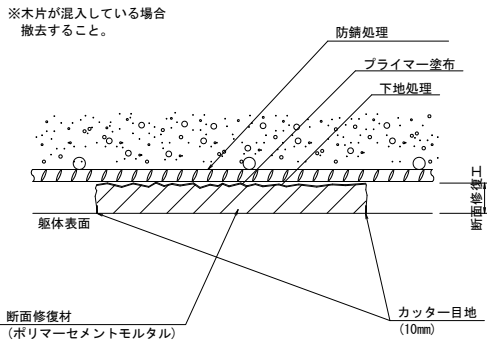 ※木片が混入している場合
撤去すること。
防錆処理
プライマー塗布
下地処理
断面修復工
躯体表面
断面修復材
(ポリマーセメントモルタル)
カッター目地
(10mm)